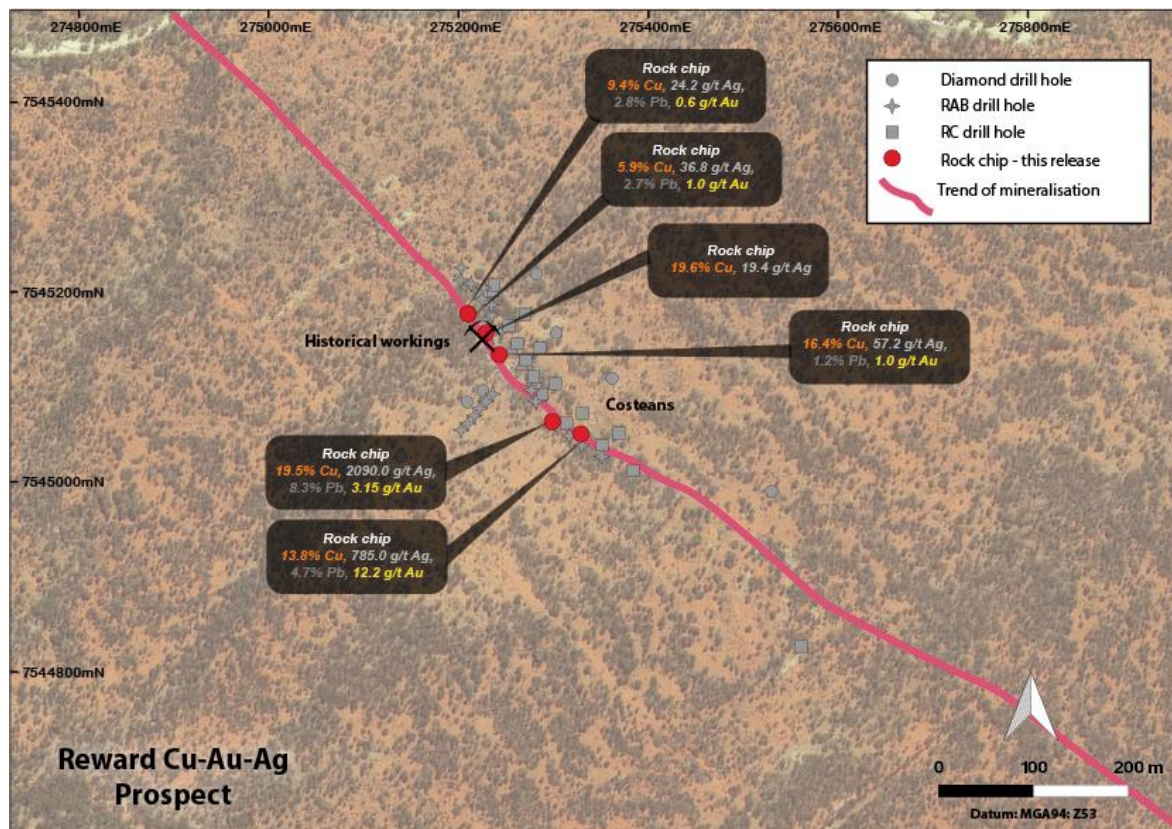 274800mE
275000mE
275200mE
275400mE
275600mE
275800mE
7545400mN
7545200mN
7545000mN
7544800mN
Rock chip
9.4% Cu, 24.2 g/t Ag,
2.8% Pb, 0.6 g/t Au
Rock chip
5.9% Cu, 36.8 g/t Ag,
2.7% Pb, 1.0 g/t Au
Rock chip
19.6% Cu, 19.4 g/t Ag
Rock chip
16.4% Cu, 57.2 g/t Ag,
1.2% Pb, 1.0 g/t Au
Historical workings
Costeans
Rock chip
19.5% Cu, 2090.0 g/t Ag,
8.3% Pb, 3.15 g/t Au
Rock chip
13.8% Cu, 785.0 g/t Ag,
4.7% Pb, 12.2 g/t Au
Diamond drill hole
RAB drill hole
RC drill hole
Rock chip - this release
Trend of mineralisation
Reward Cu-Au-Ag
Prospect
0
100
200 m
Datum: MGA94: Z53